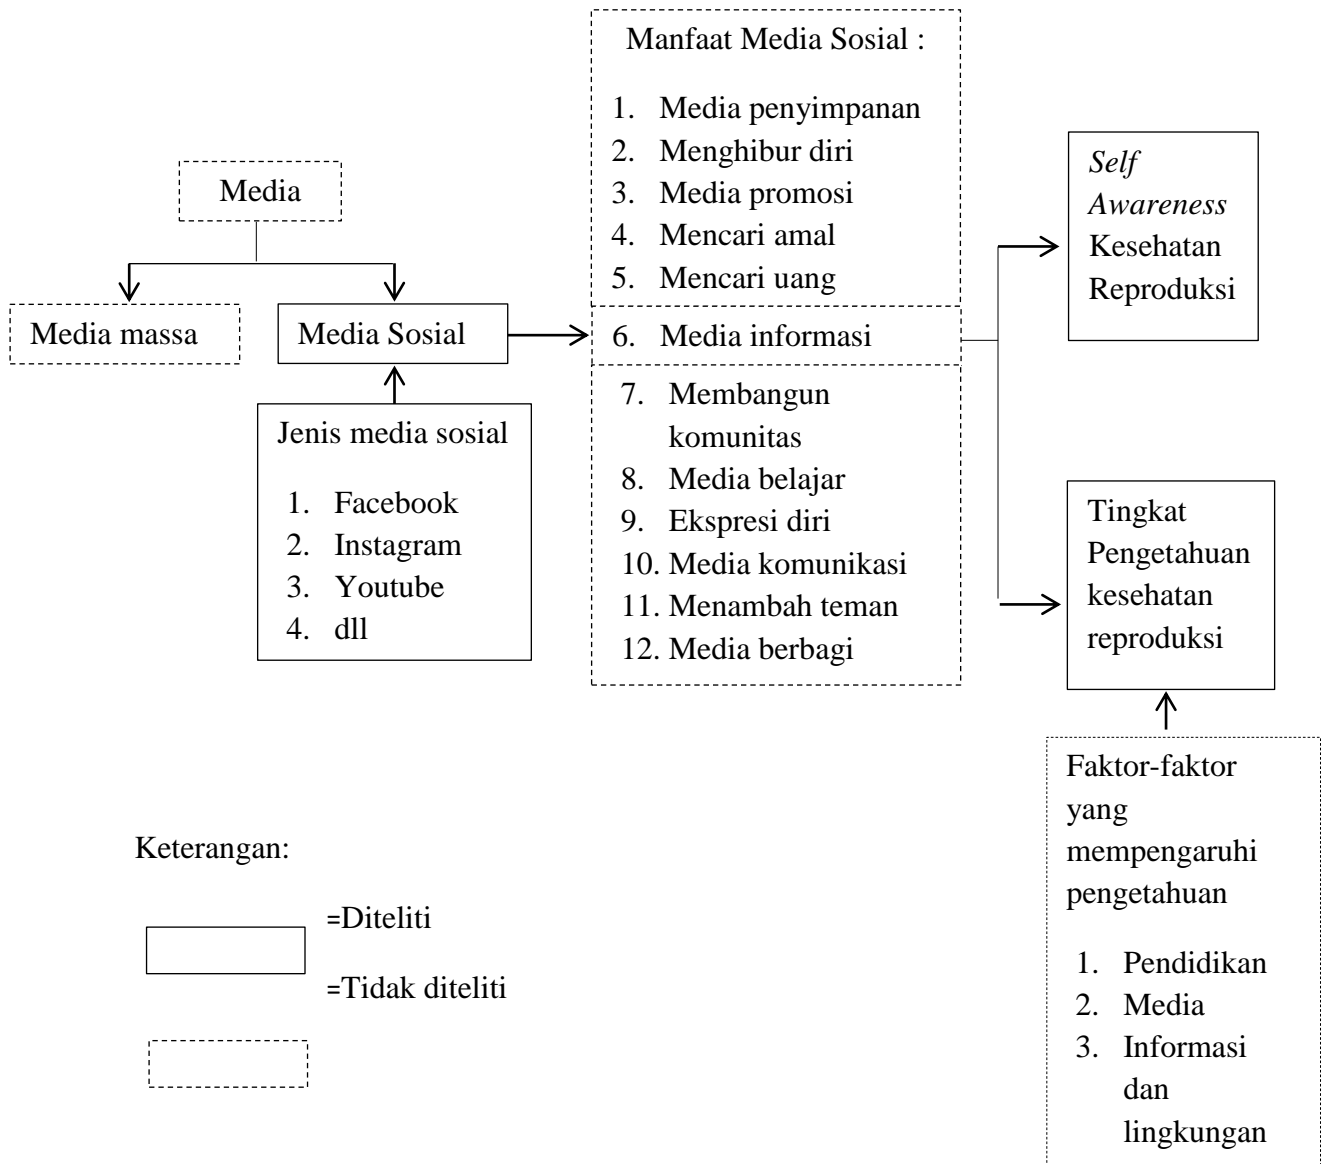 Media
Media massa
Media Sosial
Jenis media sosial
1. Facebook
2. Instagram
3. Youtube
4. dll
Manfaat Media Sosial :
1. Media penyimpanan
2. Menghibur diri
3. Media promosi
4. Mencari amal
5. Mencari uang
6. Media informasi
7. Membangun
komunitas
8. Media belajar
9. Ekspresi diri
10. Media komunikasi
11. Menambah teman
12. Media berbagi
Self
Awareness
Kesehatan
Reproduksi
Tingkat
Pengetahuan
kesehatan
reproduksi
Faktor-faktor
yang
mempengaruhi
pengetahuan
1. Pendidikan
2. Media
3. Informasi
dan
lingkungan
Keterangan:
=Diteliti
=Tidak diteliti